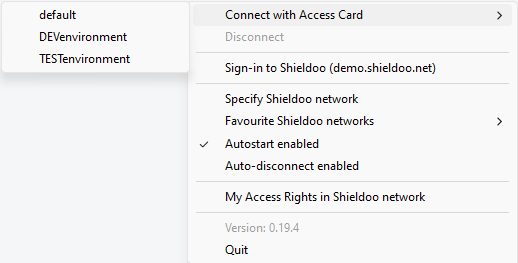 default
DEVenvironment
TESTenvironment
Connect with Access Card
Disconnect
Sign-in to Shieldoo (demo.shieldoo.net)
Specify Shieldoo network
Favourite Shieldoo networks
Autostart enabled
Auto-disconnect enabled
My Access Rights in Shieldoo network
Version: 0.19.4
Quit